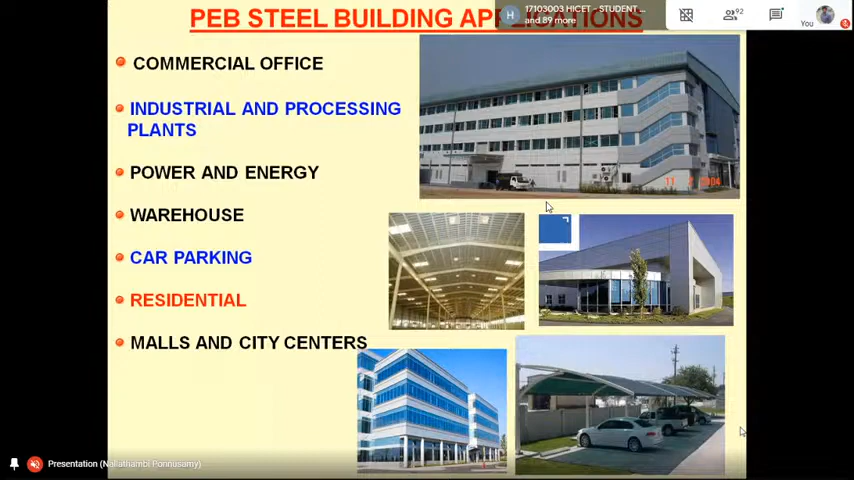 PEB STEEL BUILDING APPLICATIONS
17103003 HICET - STUDENT ...
and 89 more
92
You
COMMERCIAL OFFICE
INDUSTRIAL AND PROCESSING
PLANTS
POWER AND ENERGY
WAREHOUSE
CAR PARKING
RESIDENTIAL
MALLS AND CITY CENTERS
H
Presentation (Nallathambi Ponnusamy)